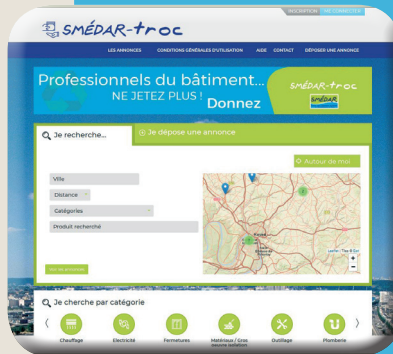 INSCRIPTION ME CONNECTER
SMÉDAR-troc
LES ANNONCES CONDITIONS GÉNÉRALES D'UTILISATION AIDE CONTACT DÉPOSER UNE ANNONCE
Professionnels du bâtiment...
NE JETEZ PLUS ! Donnez
SMÉDAR-troc
SMÉDAR
Je recherche...
Je dépose une annonce
Autour de moi
Ville
Distance
Catégories
Produit recherché
+
−
Je cherche par catégorie
Chauffage
Electricité
Fermetures
Matériaux / Gros oeuvre isolation
Outillage
Plomberie